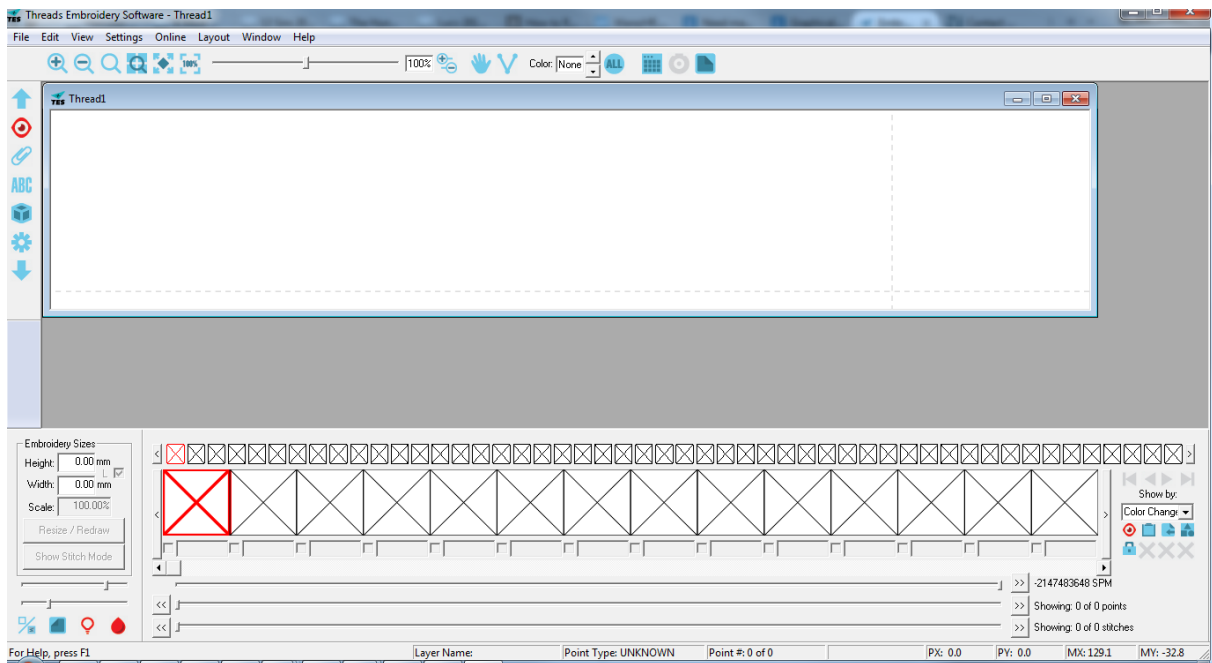 TES Threads Embroidery Software - Thread1
File Edit View Settings Online Layout Window Help
100% 100% Color: None ALL
TES Thread1
ABC
Embroidery Sizes
Height: 0.00 mm
Width: 0.00 mm
Scale: 100.00%
Resize / Redraw
Show Stitch Mode
< >
< >
Show by:
Color Change
>> -2147483648 SPM
<< >> Showing: 0 of 0 points
<< >> Showing: 0 of 0 stitches
For Help, press F1 Layer Name: Point Type: UNKNOWN Point #: 0 of 0 PX: 0.0 PY: 0.0 MX: 129.1 MY: -32.8